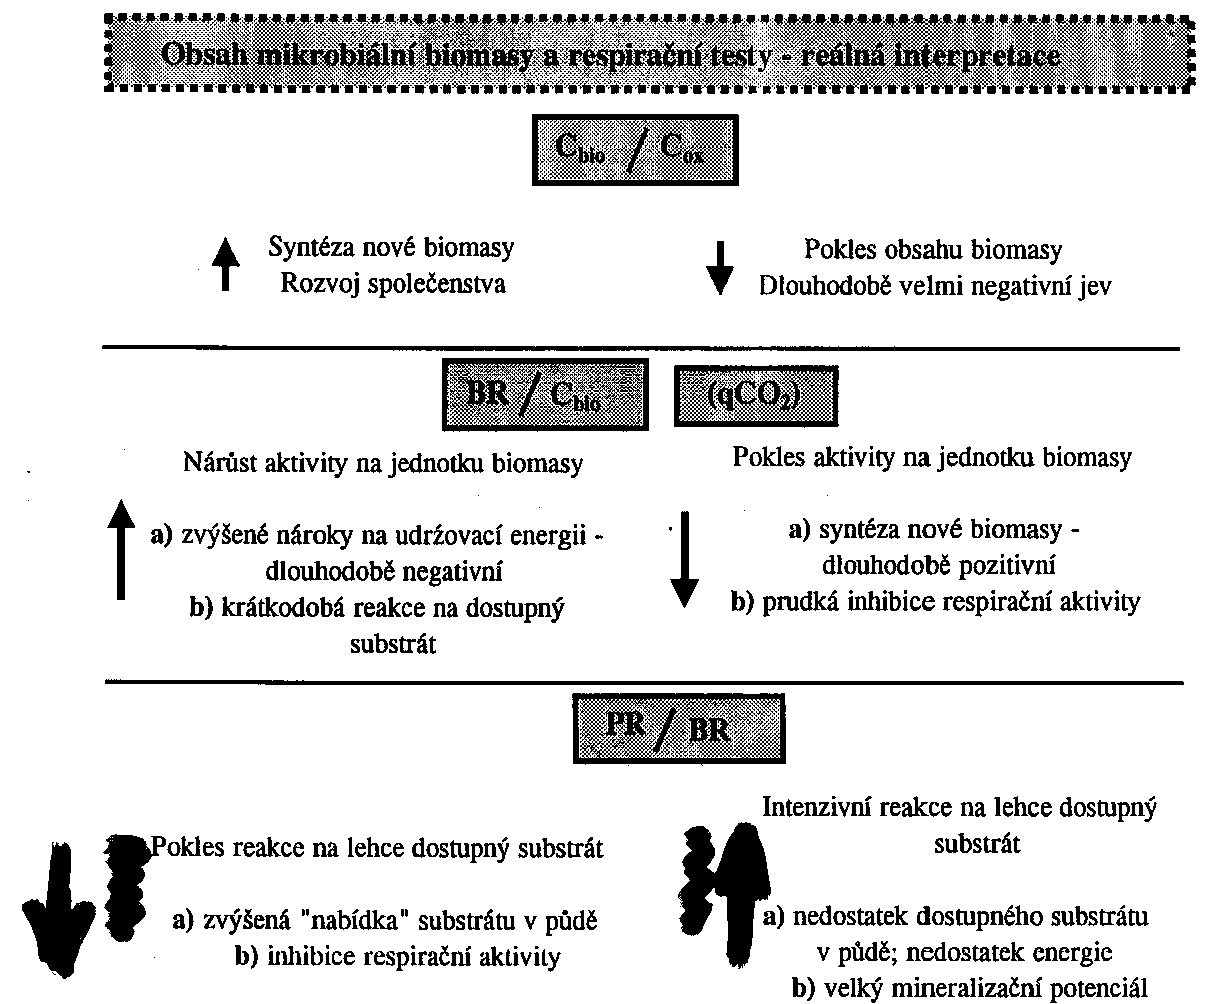 Obsah mikrobiální biomasy a respirační testy - reálná interpretace
C bio / C ox
Syntéza nové biomasy
Rozvoj společenstva
Pokles obsahu biomasy
Dlouhodobě velmi negativní jev
BR / C bio
(qCO2)
Nárůst aktivity na jednotku biomasy
a) zvýšené nároky na udržovací energii -
dlouhodobě negativní
b) krátkodobá reakce na dostupný
substrát
Pokles aktivity na jednotku biomasy
a) syntéza nové biomasy -
dlouhodobě pozitivní
b) prudká inhibice respirační aktivity
PR / BR
Pokles reakce na lehce dostupný substrát
a) zvýšená "nabídka" substrátu v půdě
b) inhibice respirační aktivity
Intenzivní reakce na lehce dostupný
substrát
a) nedostatek dostupného substrátu
v půdě; nedostatek energie
b) velký mineralizační potenciál